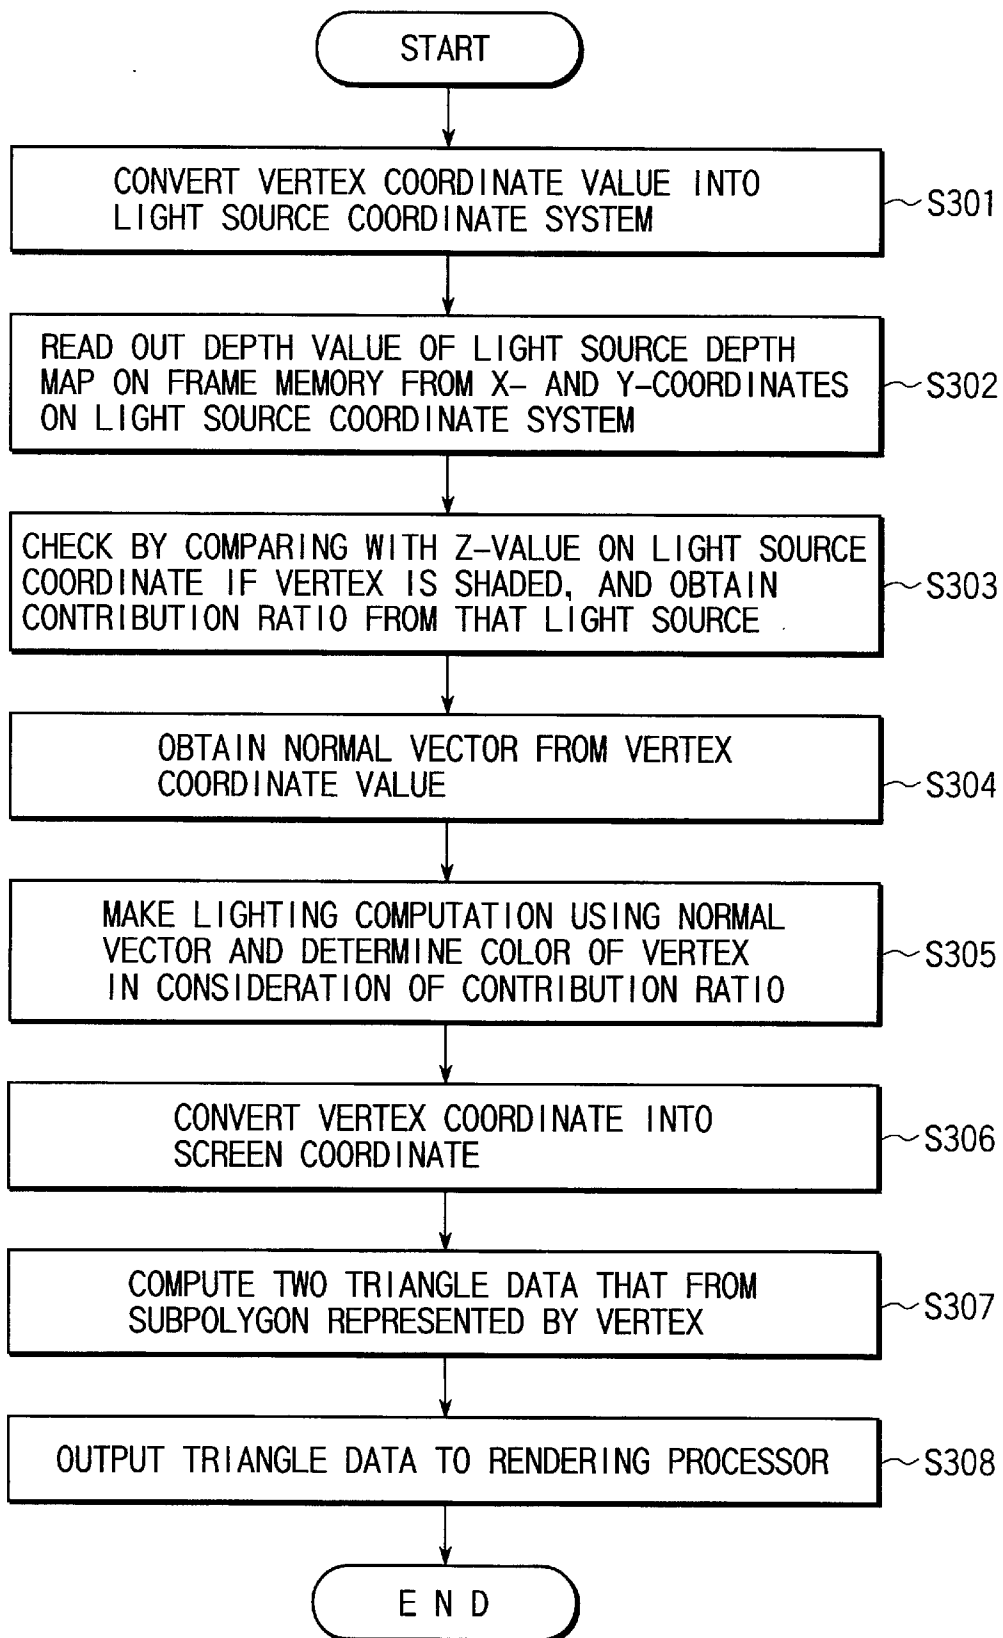 START
CONVERT VERTEX COORDINATE VALUE INTO
LIGHT SOURCE COORDINATE SYSTEM
S301
READ OUT DEPTH VALUE OF LIGHT SOURCE DEPTH
MAP ON FRAME MEMORY FROM X- AND Y-COORDINATES
ON LIGHT SOURCE COORDINATE SYSTEM
S302
CHECK BY COMPARING WITH Z-VALUE ON LIGHT SOURCE
COORDINATE IF VERTEX IS SHADED, AND OBTAIN
CONTRIBUTION RATIO FROM THAT LIGHT SOURCE
S303
OBTAIN NORMAL VECTOR FROM VERTEX
COORDINATE VALUE
S304
MAKE LIGHTING COMPUTATION USING NORMAL
VECTOR AND DETERMINE COLOR OF VERTEX
IN CONSIDERATION OF CONTRIBUTION RATIO
S305
CONVERT VERTEX COORDINATE INTO
SCREEN COORDINATE
S306
COMPUTE TWO TRIANGLE DATA THAT FROM
SUBPOLYGON REPRESENTED BY VERTEX
S307
OUTPUT TRIANGLE DATA TO RENDERING PROCESSOR
S308
E N D